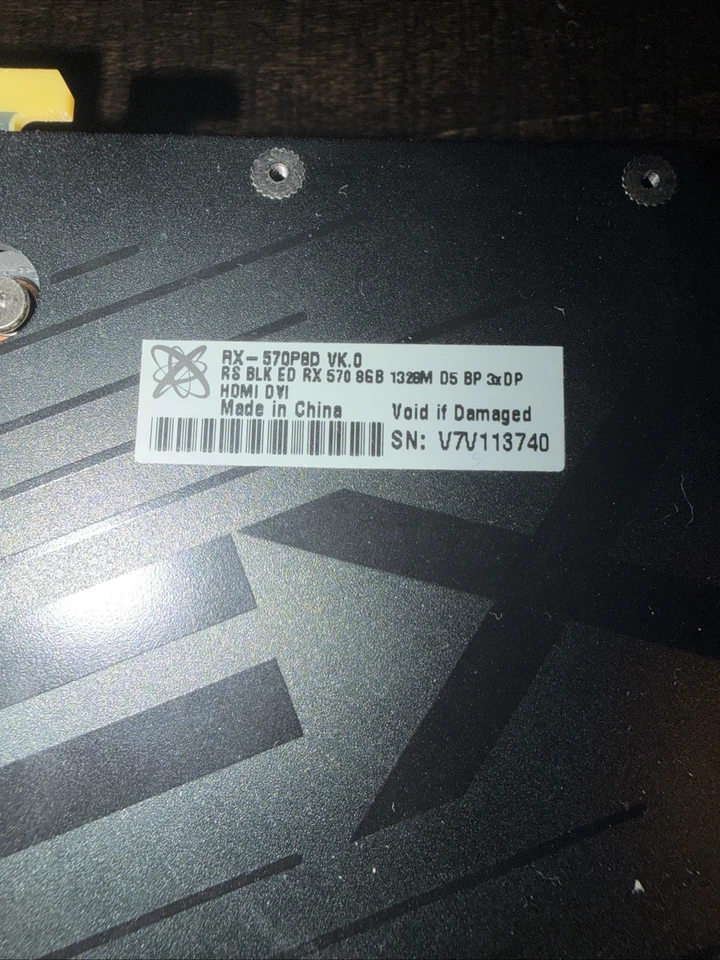 RX-570P8D VK.0
RS BLK ED RX 570 8GB 1328M D5 BP 3xDP
HDMI DVI
Made in China Void if Damaged
SN: V7V113740